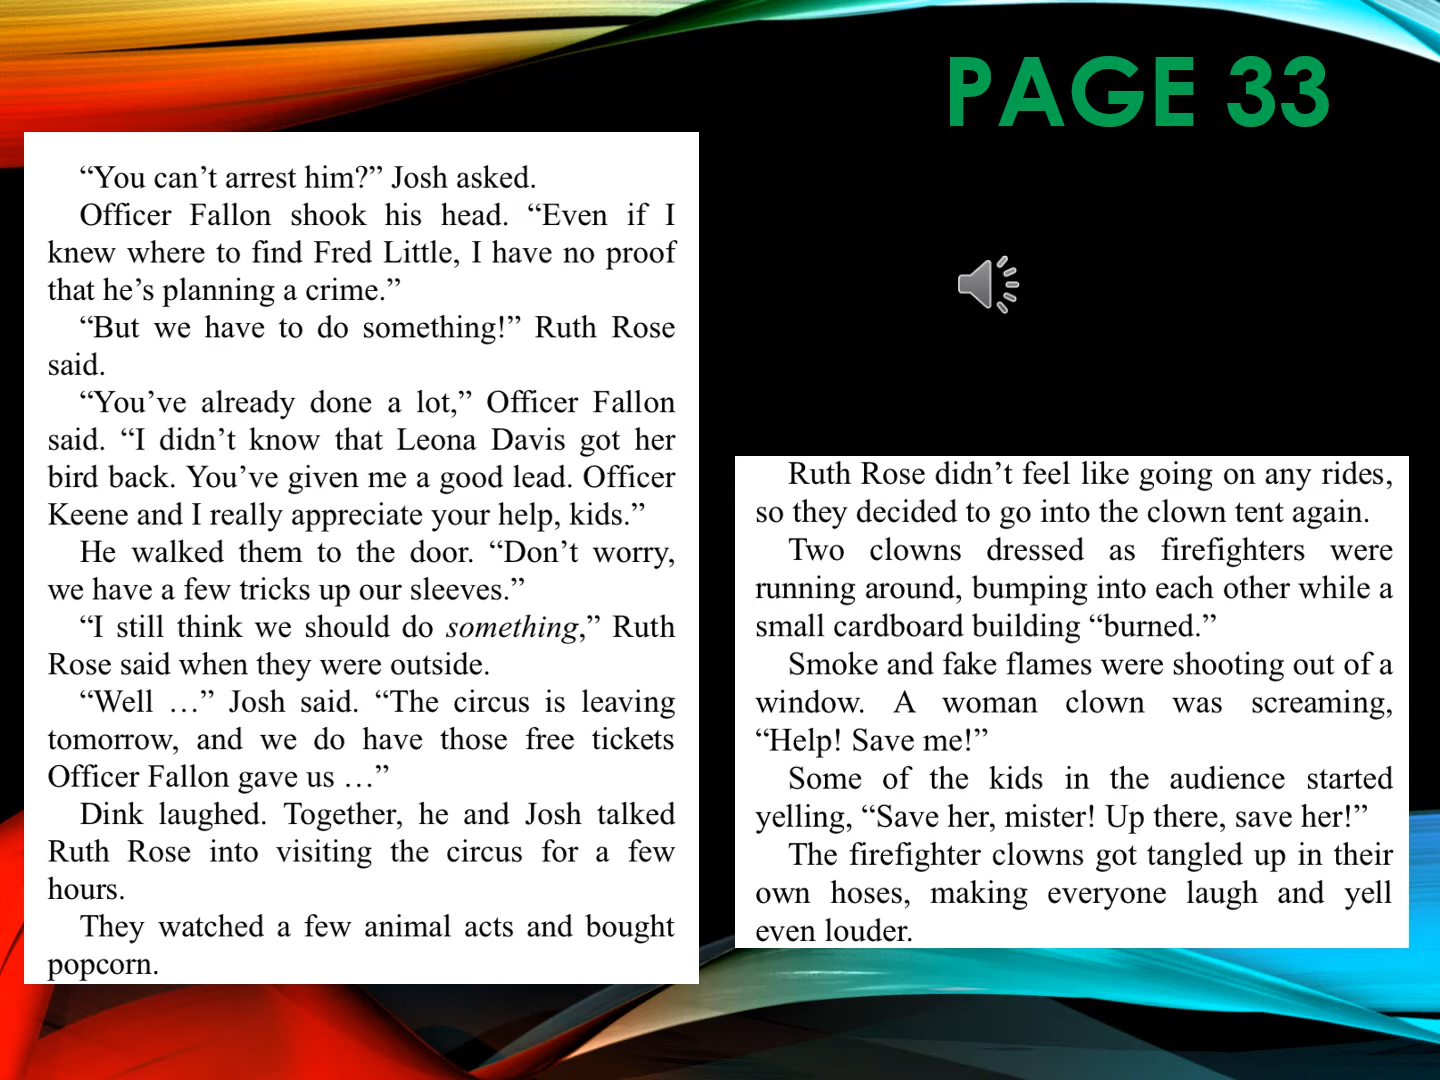 PAGE 33
“You can’t arrest him?” Josh asked.
Officer Fallon shook his head. “Even if I
knew where to find Fred Little, I have no proof
that he’s planning a crime.”
“But we have to do something!” Ruth Rose
said.
“You’ve already done a lot,” Officer Fallon
said. “I didn’t know that Leona Davis got her
bird back. You’ve given me a good lead. Officer
Keene and I really appreciate your help, kids.”
He walked them to the door. “Don’t worry,
we have a few tricks up our sleeves.”
“I still think we should do something,” Ruth
Rose said when they were outside.
“Well …” Josh said. “The circus is leaving
tomorrow, and we do have those free tickets
Officer Fallon gave us …”
Dink laughed. Together, he and Josh talked
Ruth Rose into visiting the circus for a few
hours.
They watched a few animal acts and bought
popcorn.
Ruth Rose didn’t feel like going on any rides,
so they decided to go into the clown tent again.
Two clowns dressed as firefighters were
running around, bumping into each other while a
small cardboard building “burned.”
Smoke and fake flames were shooting out of a
window. A woman clown was screaming,
“Help! Save me!”
Some of the kids in the audience started
yelling, “Save her, mister! Up there, save her!”
The firefighter clowns got tangled up in their
own hoses, making everyone laugh and yell
even louder.